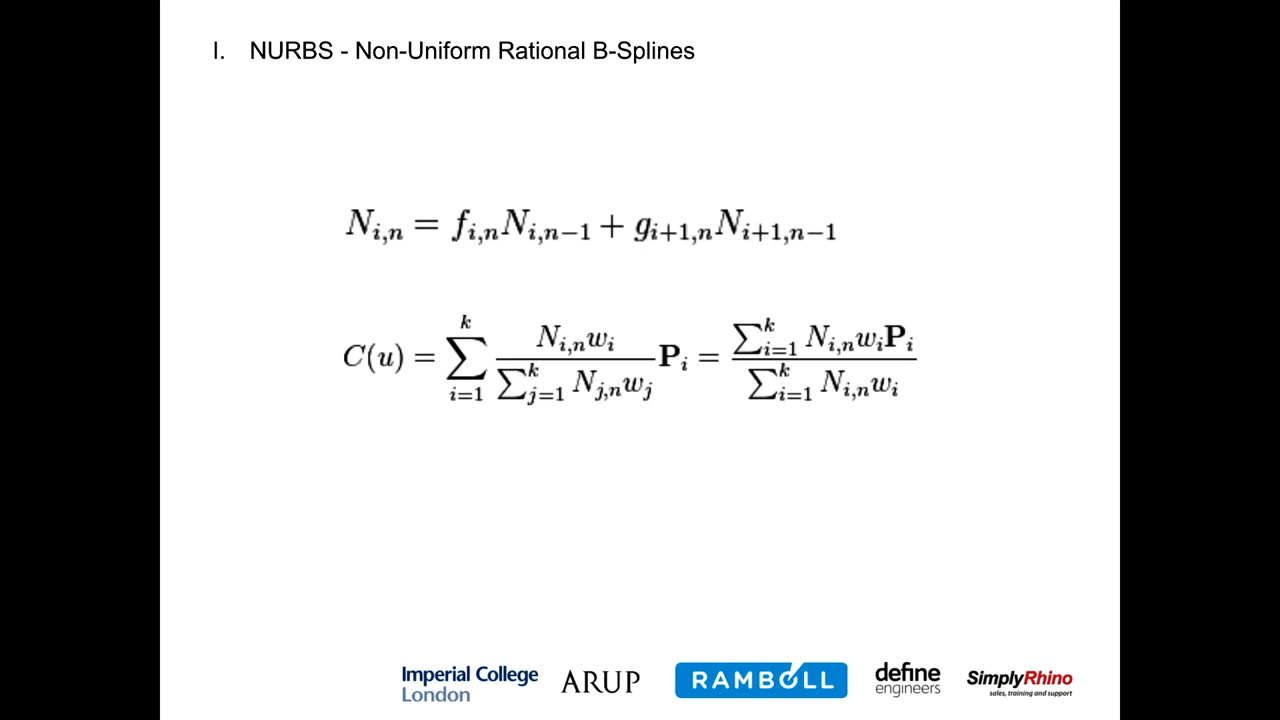 I. NURBS - Non-Uniform Rational B-Splines
N_{i,n} = f_{i,n}N_{i,n−1} + g_{i+1,n}N_{i+1,n−1}
C(u) = \sum_{i=1}^{k} \frac{N_{i,n}w_i}{\sum_{j=1}^{k} N_{j,n}w_j} \mathbf{P}_i = \frac{\sum_{i=1}^{k} N_{i,n}w_i\mathbf{P}_i}{\sum_{i=1}^{k} N_{i,n}w_i}
Imperial College
London
ARUP
RAMBOLL
define
engineers
SimplyRhino
sales, training and support